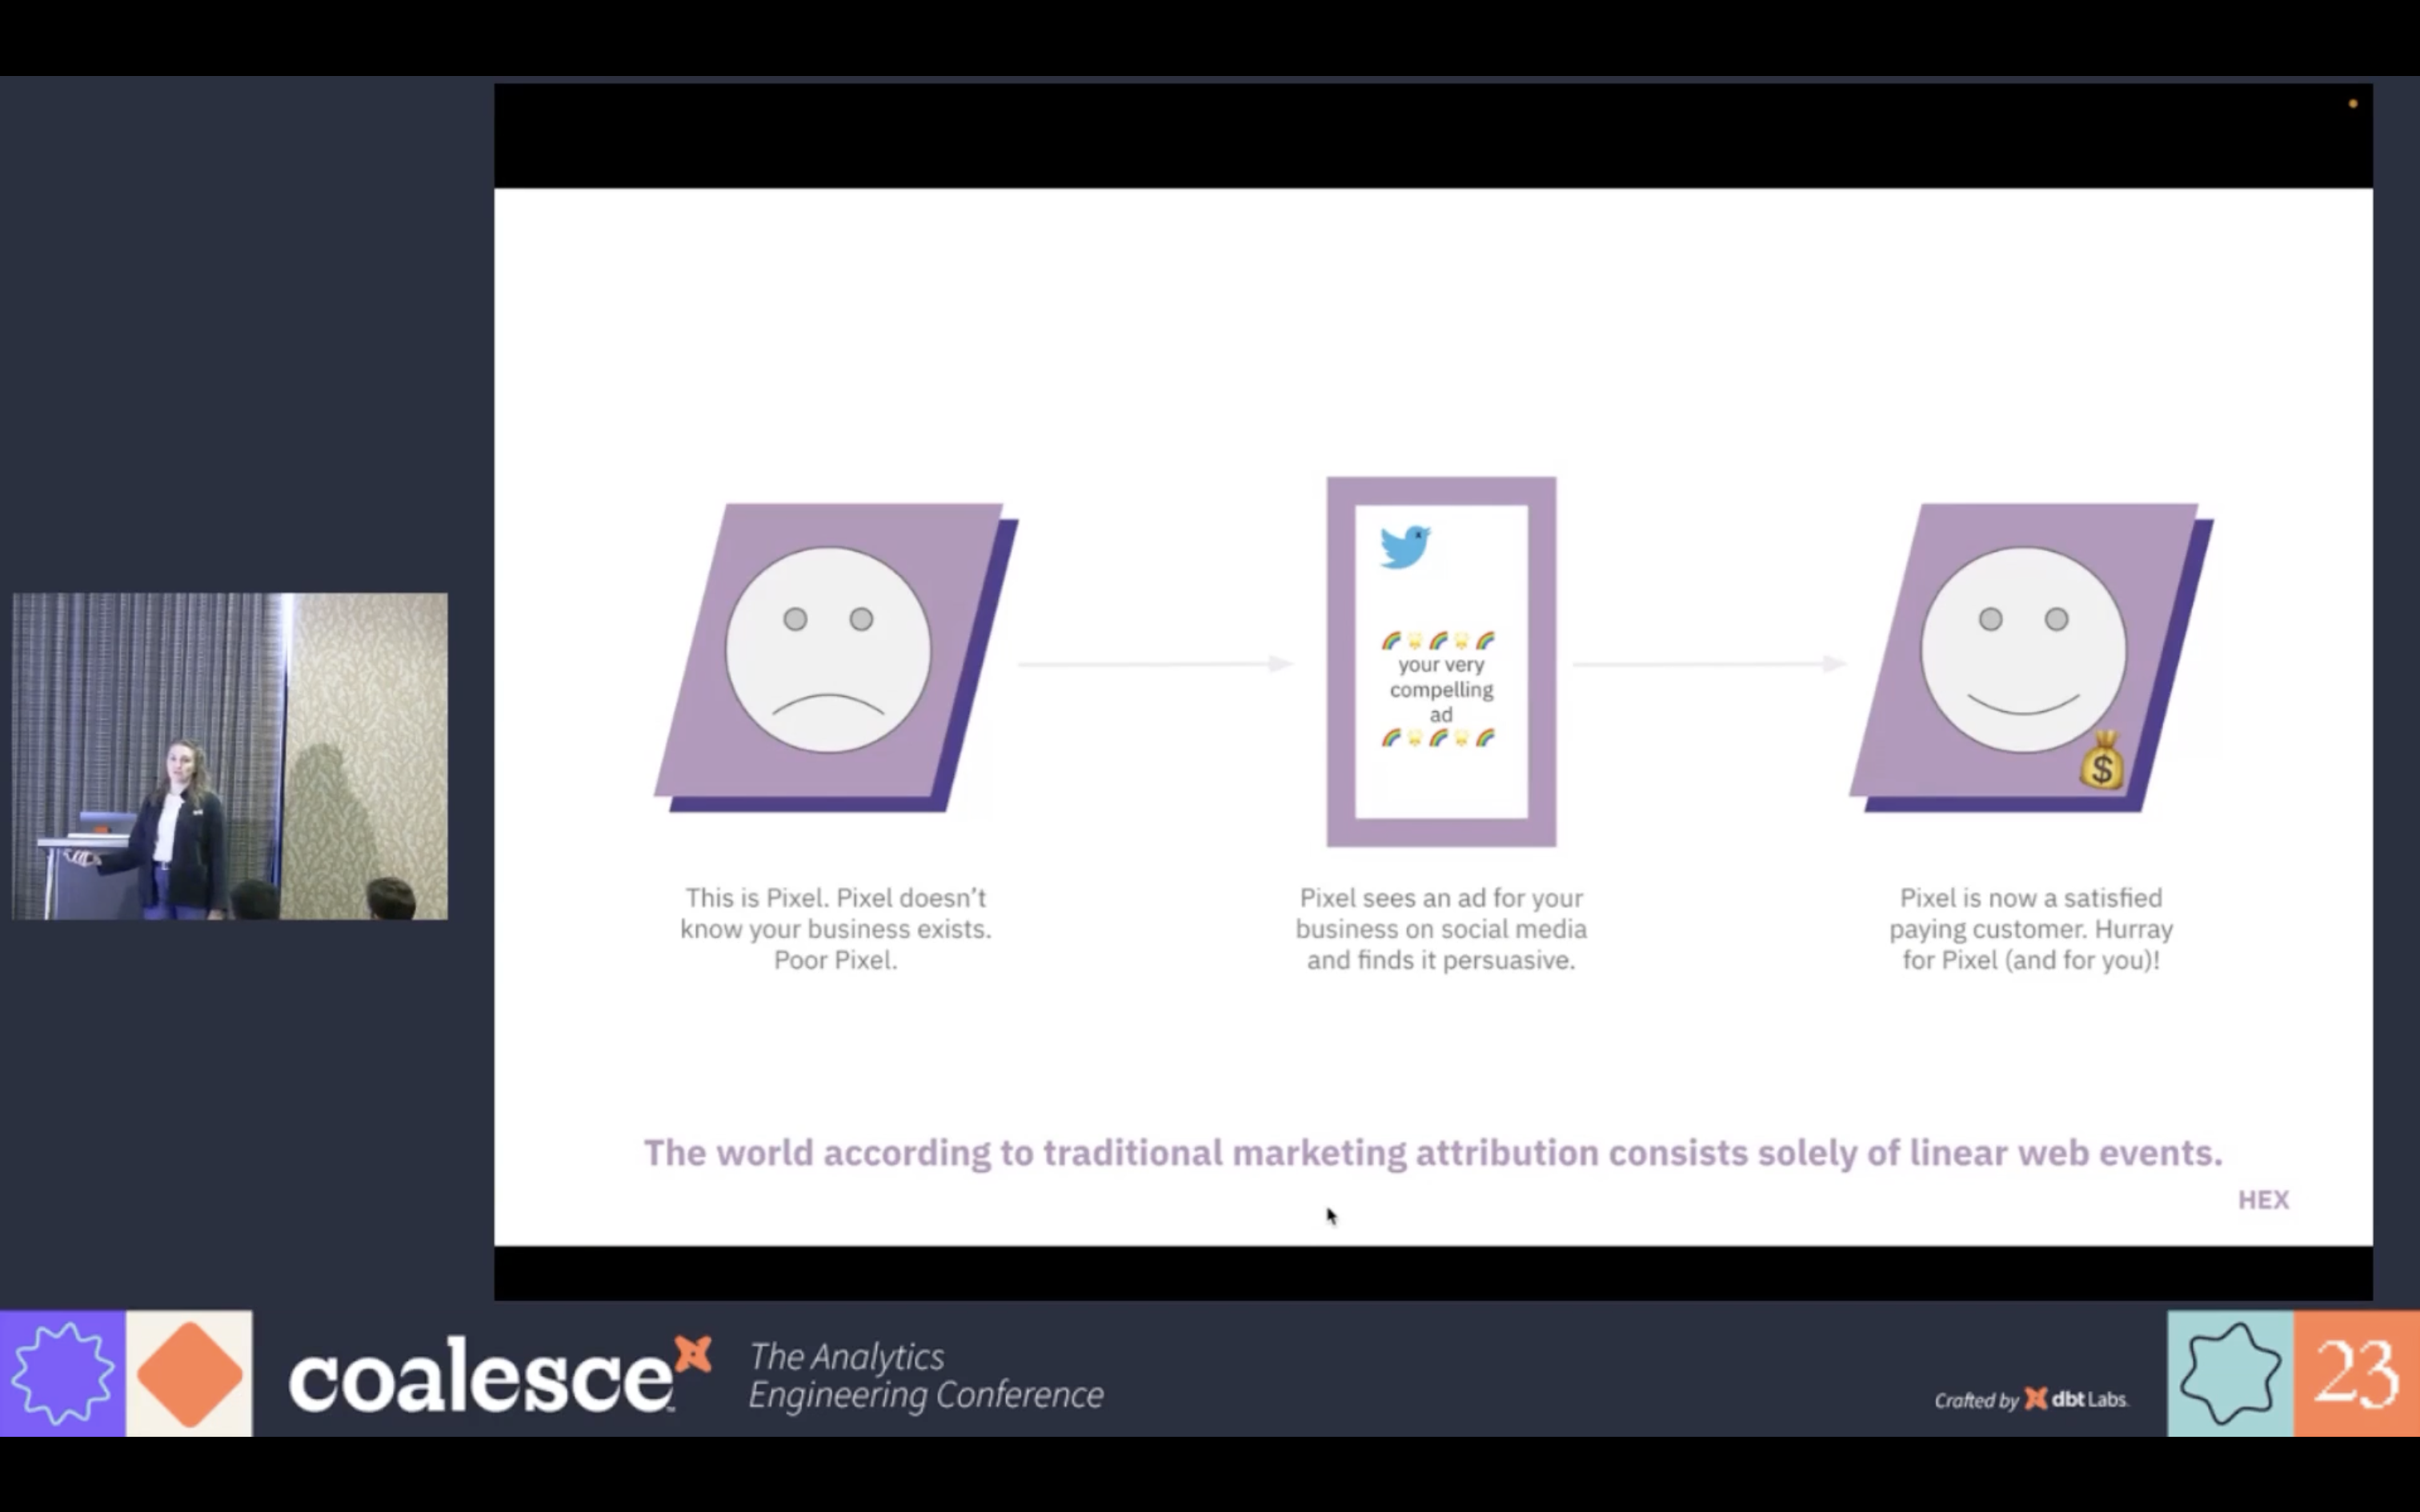 your very
compelling
ad
$
This is Pixel. Pixel doesn’t
know your business exists.
Poor Pixel.
Pixel sees an ad for your
business on social media
and finds it persuasive.
Pixel is now a satisfied
paying customer. Hurray
for Pixel (and for you)!
The world according to traditional marketing attribution consists solely of linear web events.
HEX
coalesce
The Analytics
Engineering Conference
Crafted by dbt Labs
23